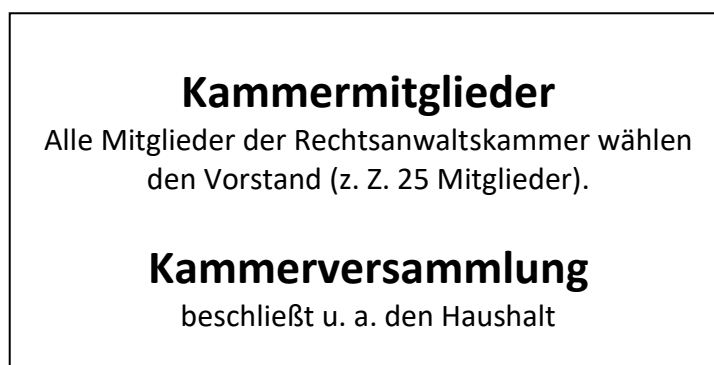 Kammermitglieder
Alle Mitglieder der Rechtsanwaltskammer wählen
den Vorstand (z. Z. 25 Mitglieder).
Kammerversammlung
beschließt u. a. den Haushalt